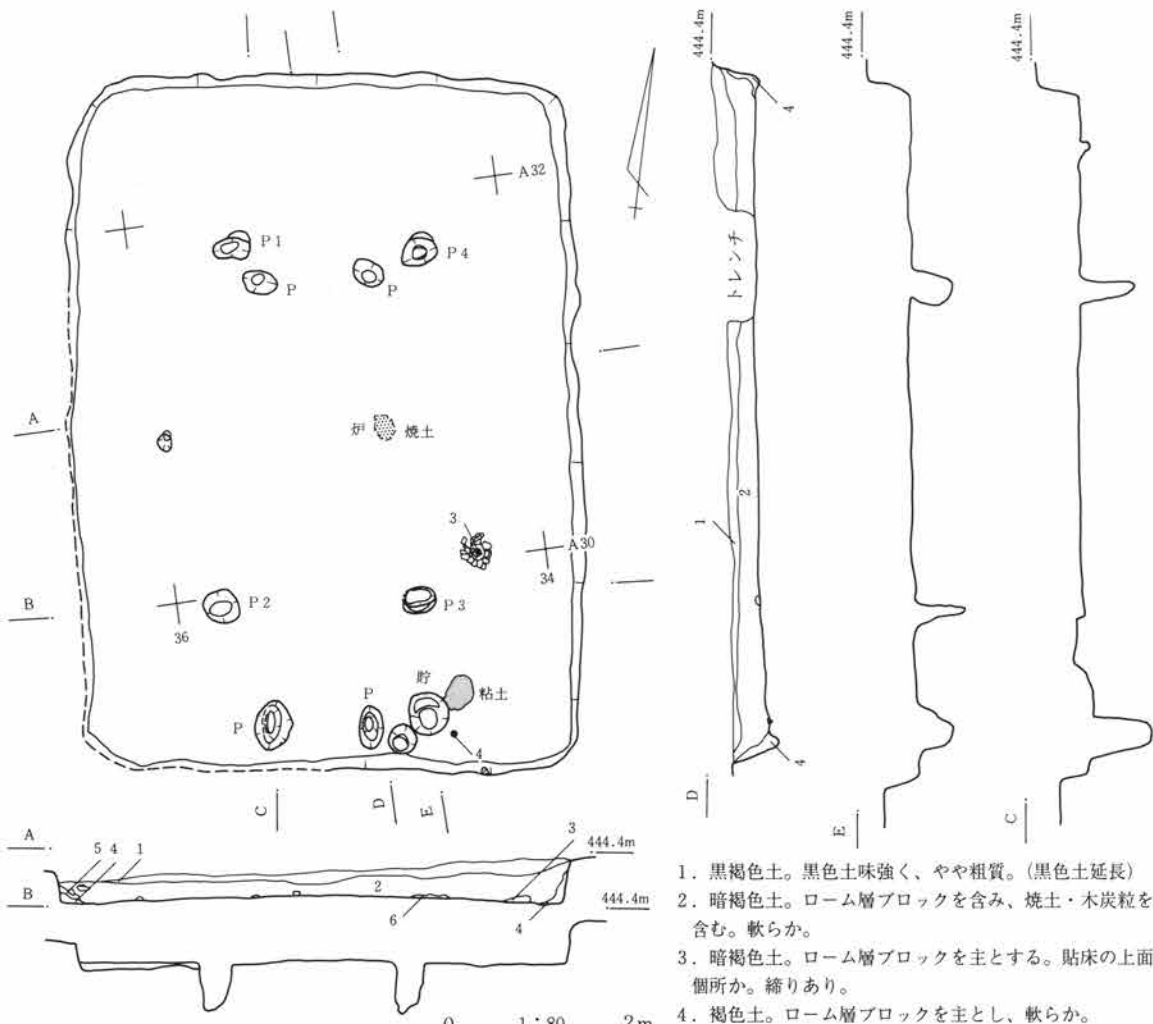 444.4m
444.4m
444.4m
4
A32
P1
P4
P
P
トレンチ
A
炉
焼土
1
2
3
A30
34
B
P2
P3
36
貯
粘土
P
P
4
4
C
D
E
D
E
C
A
5 4 1
3
444.4m
2
B
6
4
444.4m
0 1:80 2m
1. 黒褐色土。黒色土味強く、やや粗質。(黒色土延長)
2. 暗褐色土。ローム層ブロックを含み、焼土・木炭粒を
含む。軟らか。
3. 暗褐色土。ローム層ブロックを主とする。貼床の上面
個所か。締りあり。
4. 褐色土。ローム層ブロックを主とし、軟らか。